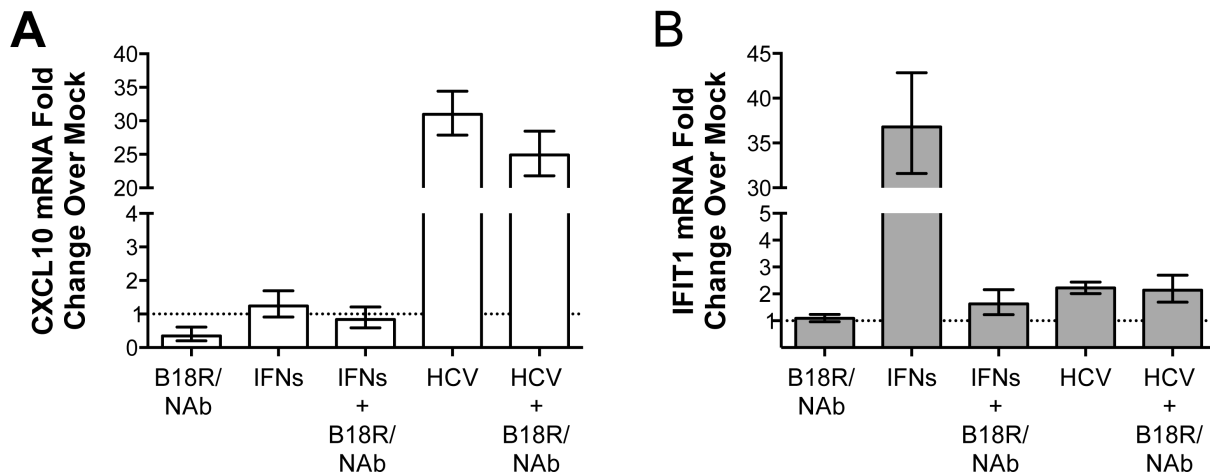 A
CXCL10 mRNA Fold
Change Over Mock
40
35
30
25
20
4
3
2
1
0
B18R/
NAb
IFNs
IFNs
+
B18R/
NAb
HCV
HCV
+
B18R/
NAb
B
IFIT1 mRNA Fold
Change Over Mock
45
40
35
30
5
4
3
2
1
B18R/
NAb
IFNs
IFNs
+
B18R/
NAb
HCV
HCV
+
B18R/
NAb